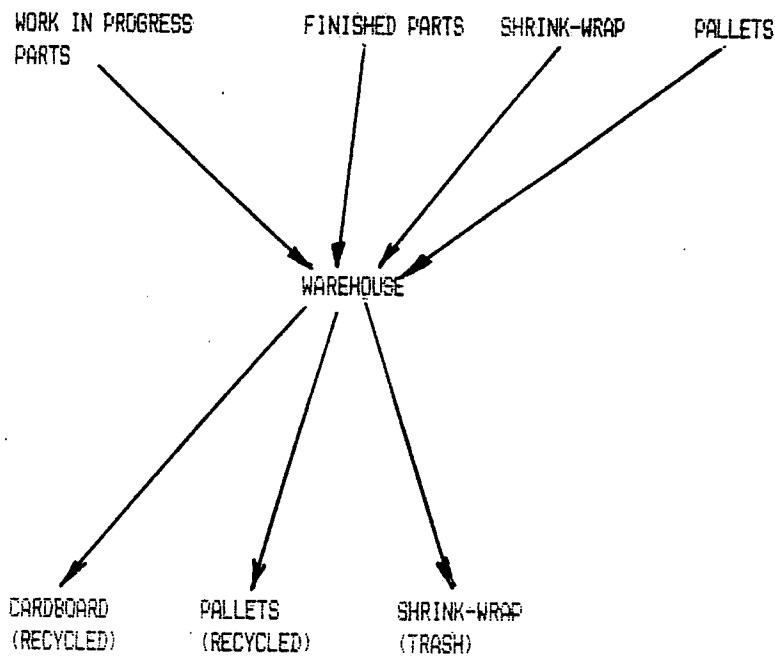 WORK IN PROGRESS
PARTS
FINISHED PARTS
SHRINK-WRAP
PALLETS
WAREHOUSE
CARDBOARD
(RECYCLED)
PALLETS
(RECYCLED)
SHRINK-WRAP
(TRASH)